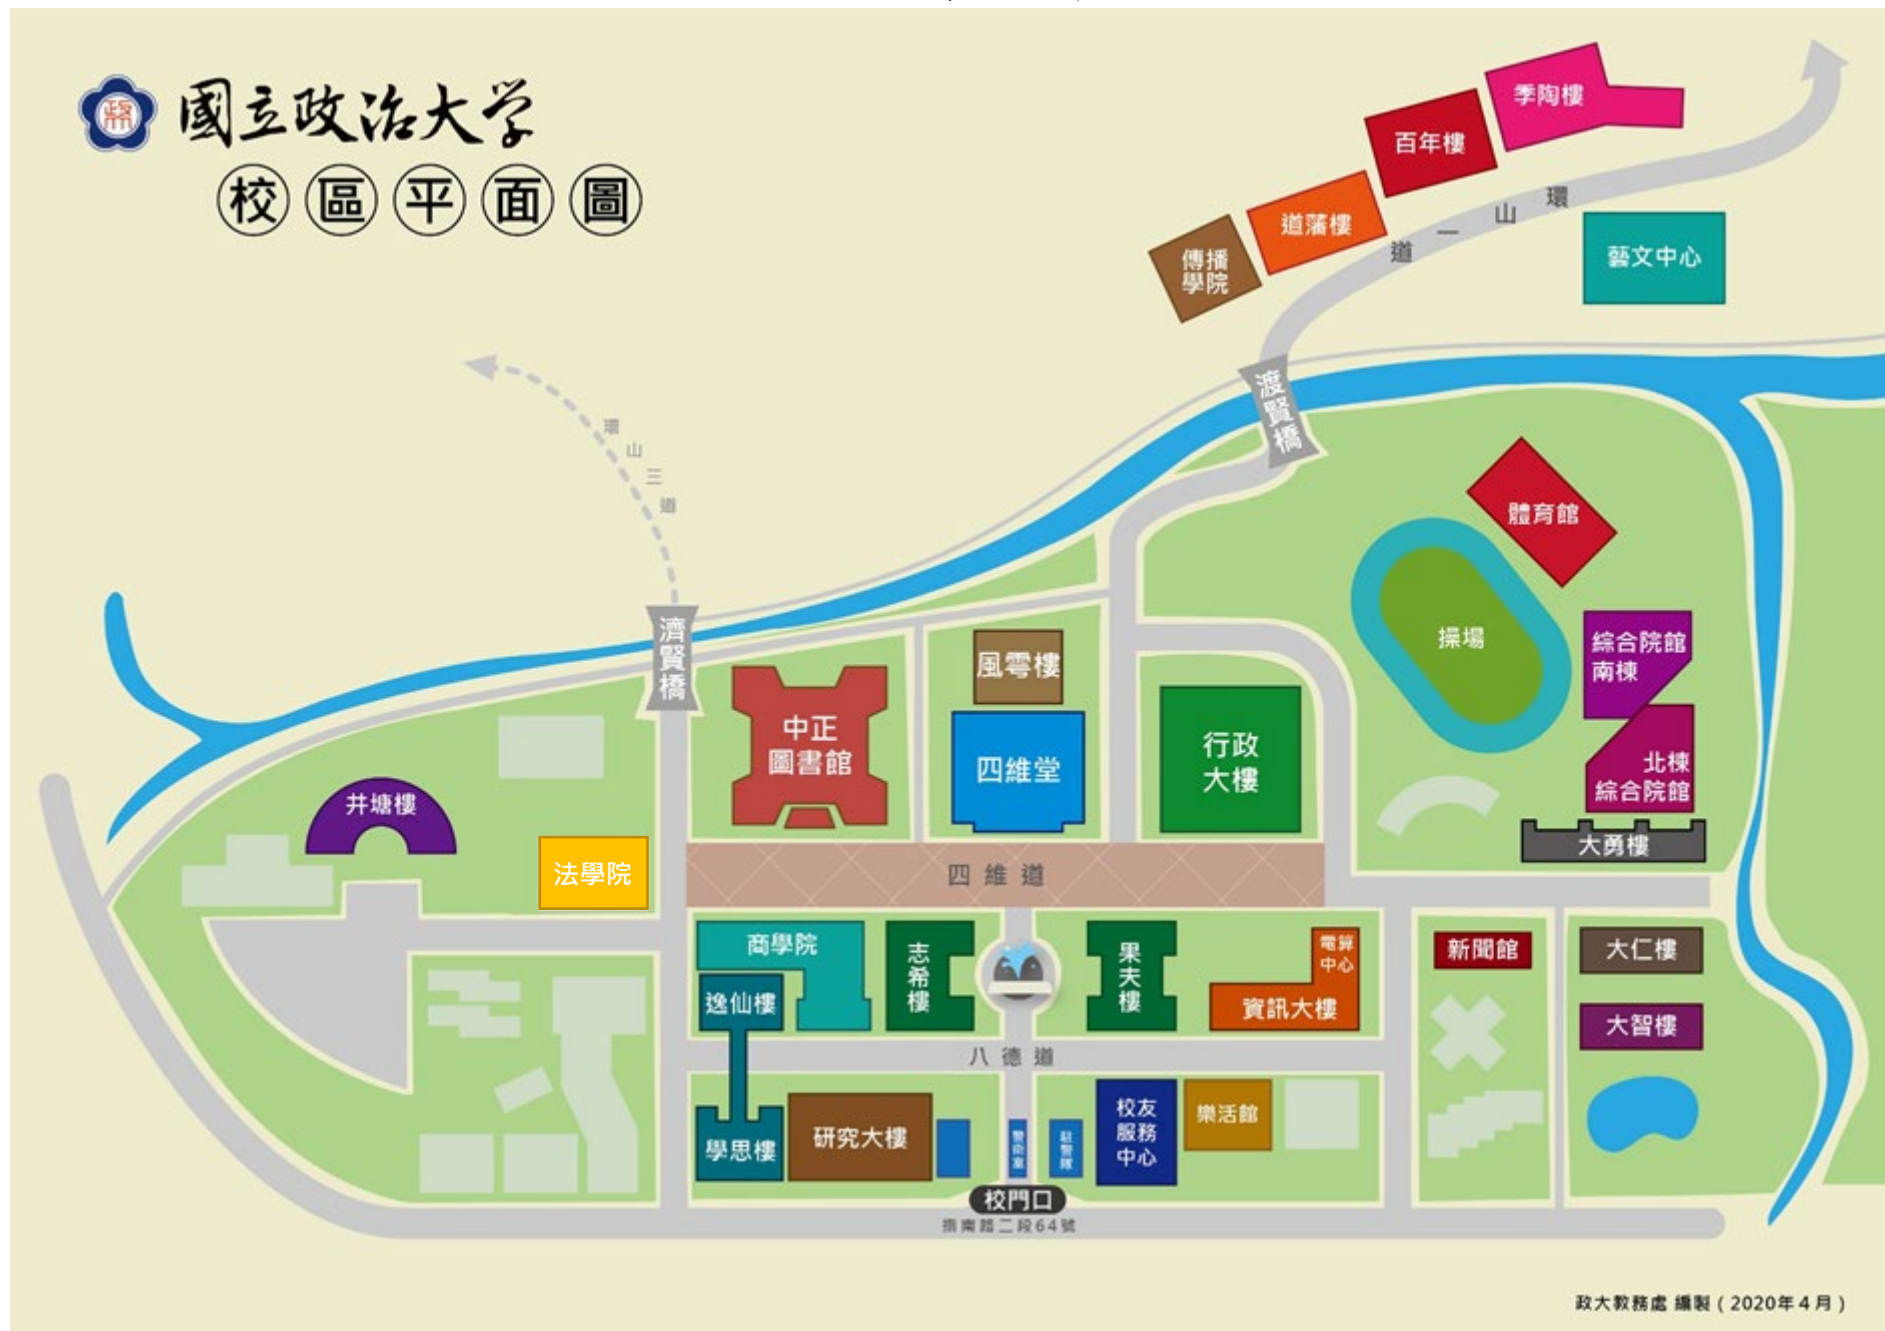 國立政治大学
校區平面圖
季陶樓
百年樓
道藩樓
傳播
學院
環山一道
藝文中心
渡賢橋
環山三道
體育館
操場
濟賢橋
綜合院館
南棟
北棟
綜合院館
大勇樓
風雩樓
中正
圖書館
四維堂
行政
大樓
井塘樓
法學院
四維道
商學院
志希樓
果夫樓
電算
中心
資訊大樓
新聞館
大仁樓
逸仙樓
大智樓
八德道
學思樓
研究大樓
警衛室
駐警隊
校友
服務
中心
樂活館
校門口
指南路二段64號
政大教務處 編製(2020年4月)